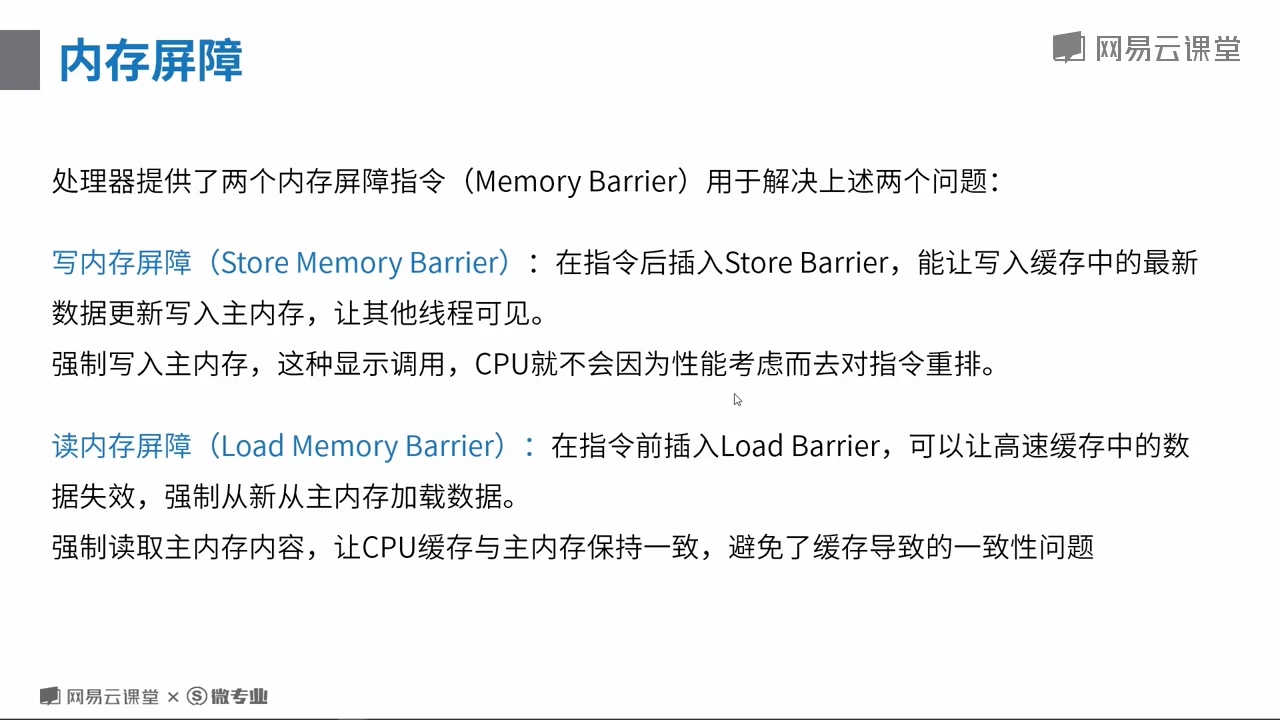 内存屏障
网易云课堂
处理器提供了两个内存屏障指令（Memory Barrier）用于解决上述两个问题：
写内存屏障（Store Memory Barrier）：在指令后插入Store Barrier，能让写入缓存中的最新
数据更新写入主内存，让其他线程可见。
强制写入主内存，这种显示调用，CPU就不会因为性能考虑而去对指令重排。
读内存屏障（Load Memory Barrier）：在指令前插入Load Barrier，可以让高速缓存中的数
据失效，强制从新从主内存加载数据。
强制读取主内存内容，让CPU缓存与主内存保持一致，避免了缓存导致的一致性问题
网易云课堂 × S 微专业